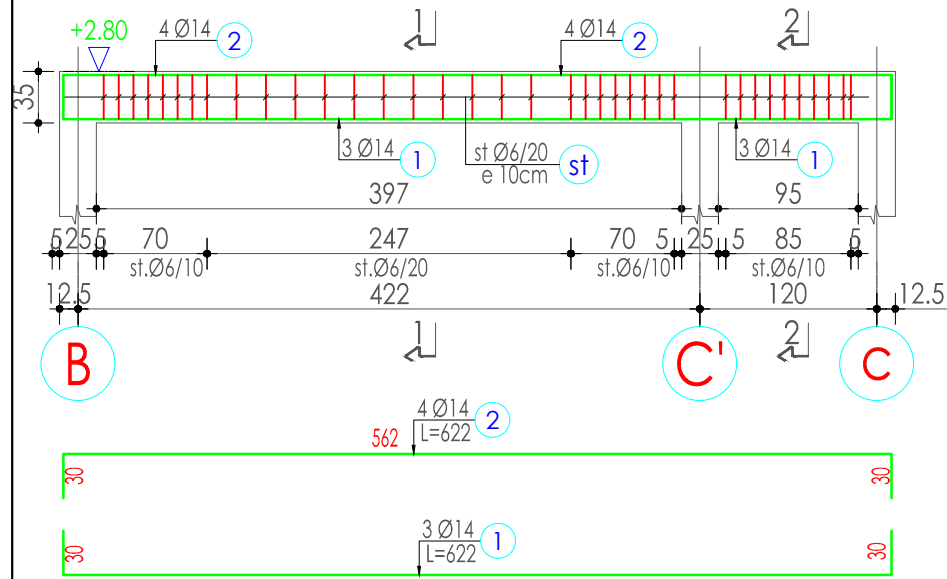 1 2
+2.80 4 Ø14 2 4 Ø14 2
35
3 Ø14 1 st Ø6/20 st 3 Ø14 1
e 10cm
397 95
5 25 5 70 247 70 5 25 5 85 5
st.Ø6/10 st.Ø6/20 st.Ø6/10 st.Ø6/10
12.5 422 120 12.5
1 2
B C' C
4 Ø14 2
562 L=622
30 30
3 Ø14 1
30 L=622 30